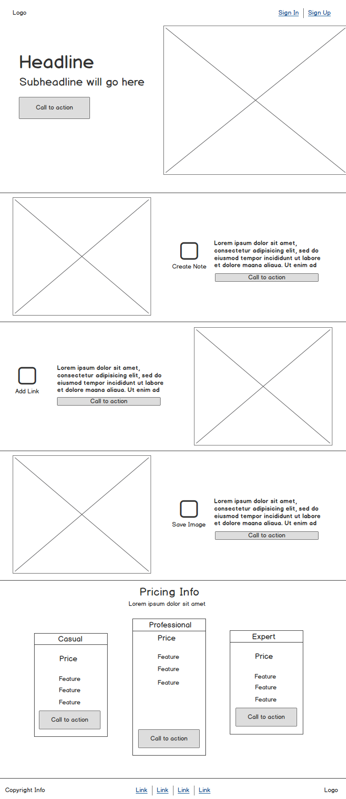 Logo
Sign In
Sign Up
Headline
Subheadline will go here
Call to action
Create Note
Lorem ipsum dolor sit amet,
consectetur adipisicing elit, sed do
eiusmod tempor incididunt ut labore
et dolore magna aliqua. Ut enim ad
Call to action
Add Link
Lorem ipsum dolor sit amet,
consectetur adipisicing elit, sed do
eiusmod tempor incididunt ut labore
et dolore magna aliqua. Ut enim ad
Call to action
Save Image
Lorem ipsum dolor sit amet,
consectetur adipisicing elit, sed do
eiusmod tempor incididunt ut labore
et dolore magna aliqua. Ut enim ad
Call to action
Pricing Info
Lorem ipsum dolor sit amet
Casual
Price
Feature
Feature
Feature
Call to action
Professional
Price
Feature
Feature
Feature
Call to action
Expert
Price
Feature
Feature
Feature
Call to action
Copyright Info
Link
Link
Link
Link
Logo